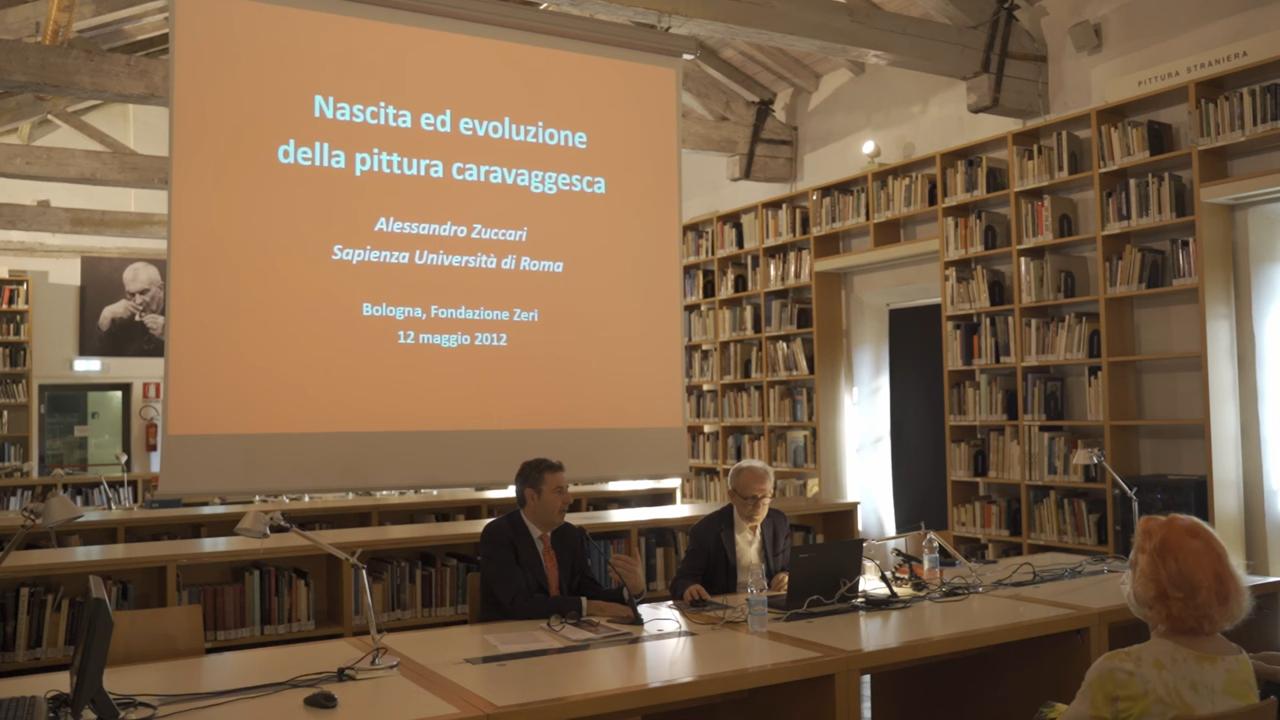 Nascita ed evoluzione
della pittura caravaggesca
Alessandro Zuccari
Sapienza Università di Roma
Bologna, Fondazione Zeri
12 maggio 2012
PITTURA STRANIERA